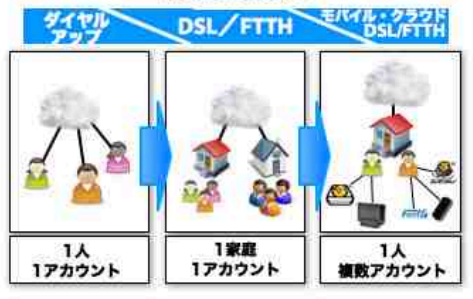 ダイヤル
アップ
DSL／FTTH
モバイル・クラウド
DSL/FTTH
1人
1アカウント
1家庭
1アカウント
1人
複数アカウント